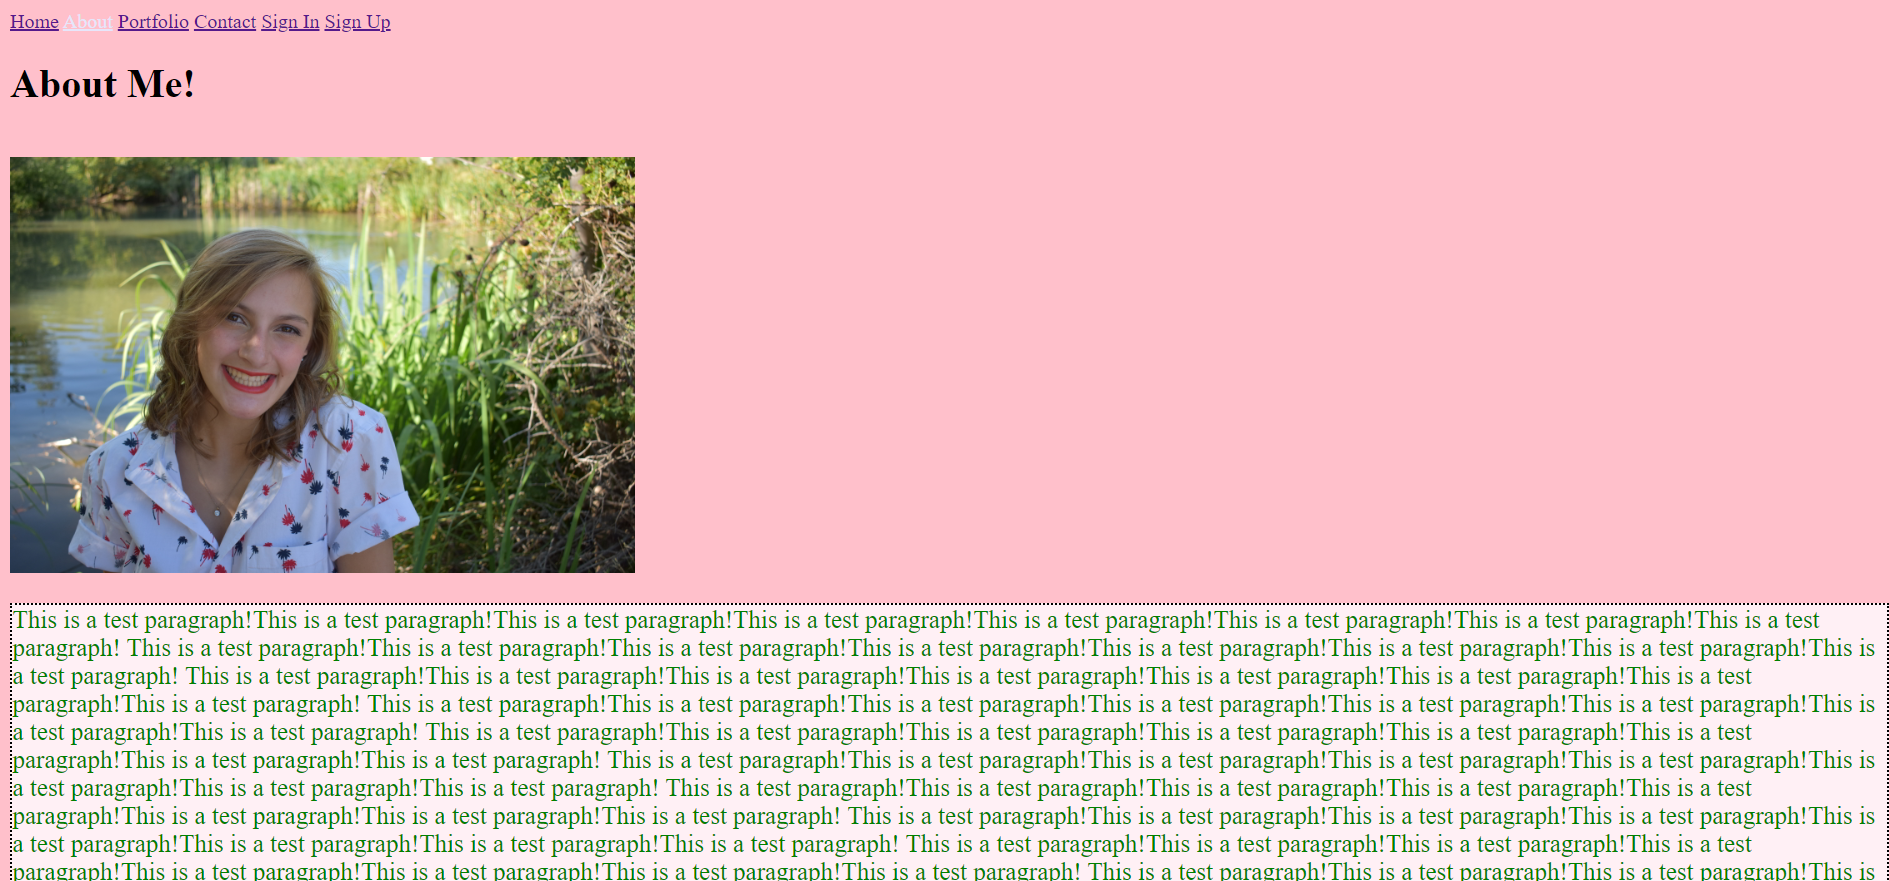 Home About Portfolio Contact Sign In Sign Up
About Me!
This is a test paragraph!This is a test paragraph!This is a test paragraph!This is a test paragraph!This is a test paragraph!This is a test paragraph!This is a test paragraph!This is a test
paragraph! This is a test paragraph!This is a test paragraph!This is a test paragraph!This is a test paragraph!This is a test paragraph!This is a test paragraph!This is a test paragraph!This is
a test paragraph! This is a test paragraph!This is a test paragraph!This is a test paragraph!This is a test paragraph!This is a test paragraph!This is a test paragraph!This is a test
paragraph!This is a test paragraph! This is a test paragraph!This is a test paragraph!This is a test paragraph!This is a test paragraph!This is a test paragraph!This is a test paragraph!This is
a test paragraph!This is a test paragraph! This is a test paragraph!This is a test paragraph!This is a test paragraph!This is a test paragraph!This is a test paragraph!This is a test
paragraph!This is a test paragraph!This is a test paragraph! This is a test paragraph!This is a test paragraph!This is a test paragraph!This is a test paragraph!This is a test paragraph!This is
a test paragraph!This is a test paragraph!This is a test paragraph! This is a test paragraph!This is a test paragraph!This is a test paragraph!This is a test paragraph!This is a test
paragraph!This is a test paragraph!This is a test paragraph!This is a test paragraph! This is a test paragraph!This is a test paragraph!This is a test paragraph!This is a test paragraph!This is
a test paragraph!This is a test paragraph!This is a test paragraph!This is a test paragraph! This is a test paragraph!This is a test paragraph!This is a test paragraph!This is a test
paragraph!This is a test paragraph!This is a test paragraph!This is a test paragraph!This is a test paragraph! This is a test paragraph!This is a test paragraph!This is a test paragraph!This is